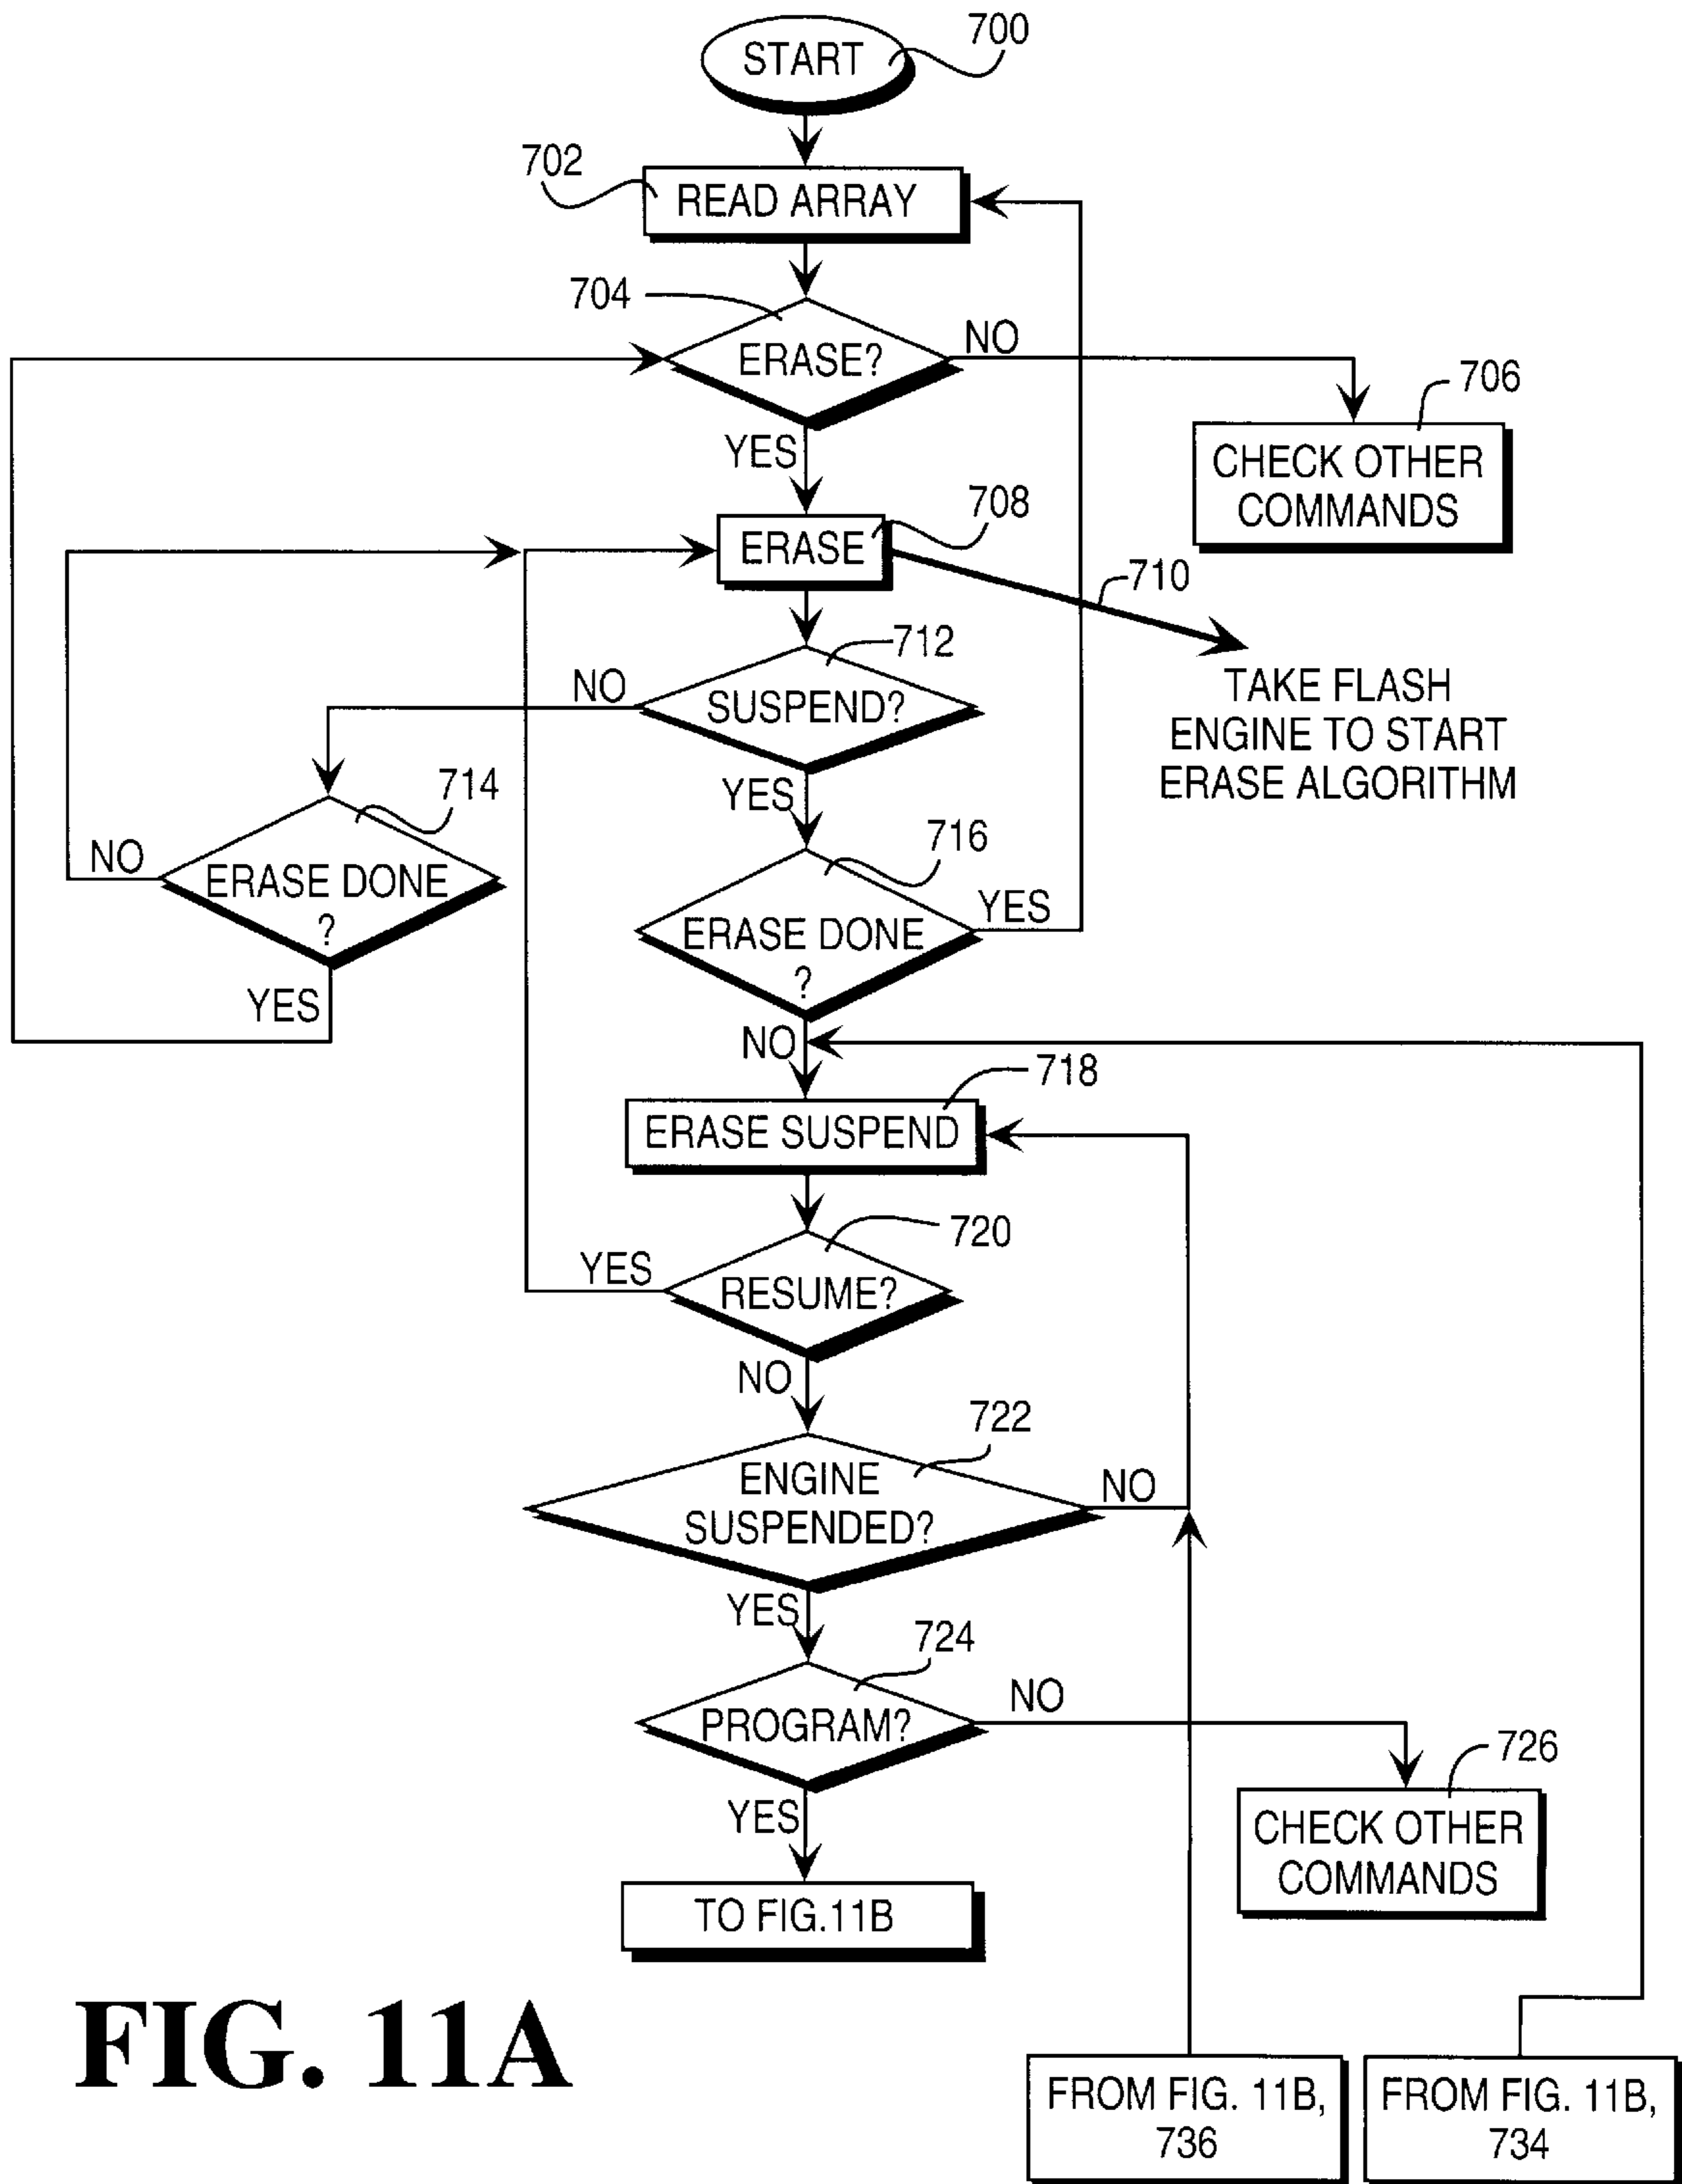 START
700
702
READ ARRAY
704
ERASE?
NO
706
CHECK OTHER
COMMANDS
YES
708
ERASE
710
TAKE FLASH
ENGINE TO START
ERASE ALGORITHM
712
NO
SUSPEND?
YES
714
NO
ERASE DONE
?
YES
716
ERASE DONE
?
YES
NO
718
ERASE SUSPEND
720
YES
RESUME?
NO
722
ENGINE
SUSPENDED?
NO
YES
724
PROGRAM?
NO
726
CHECK OTHER
COMMANDS
YES
TO FIG.11B
FIG. 11A
FROM FIG. 11B,
736
FROM FIG. 11B,
734